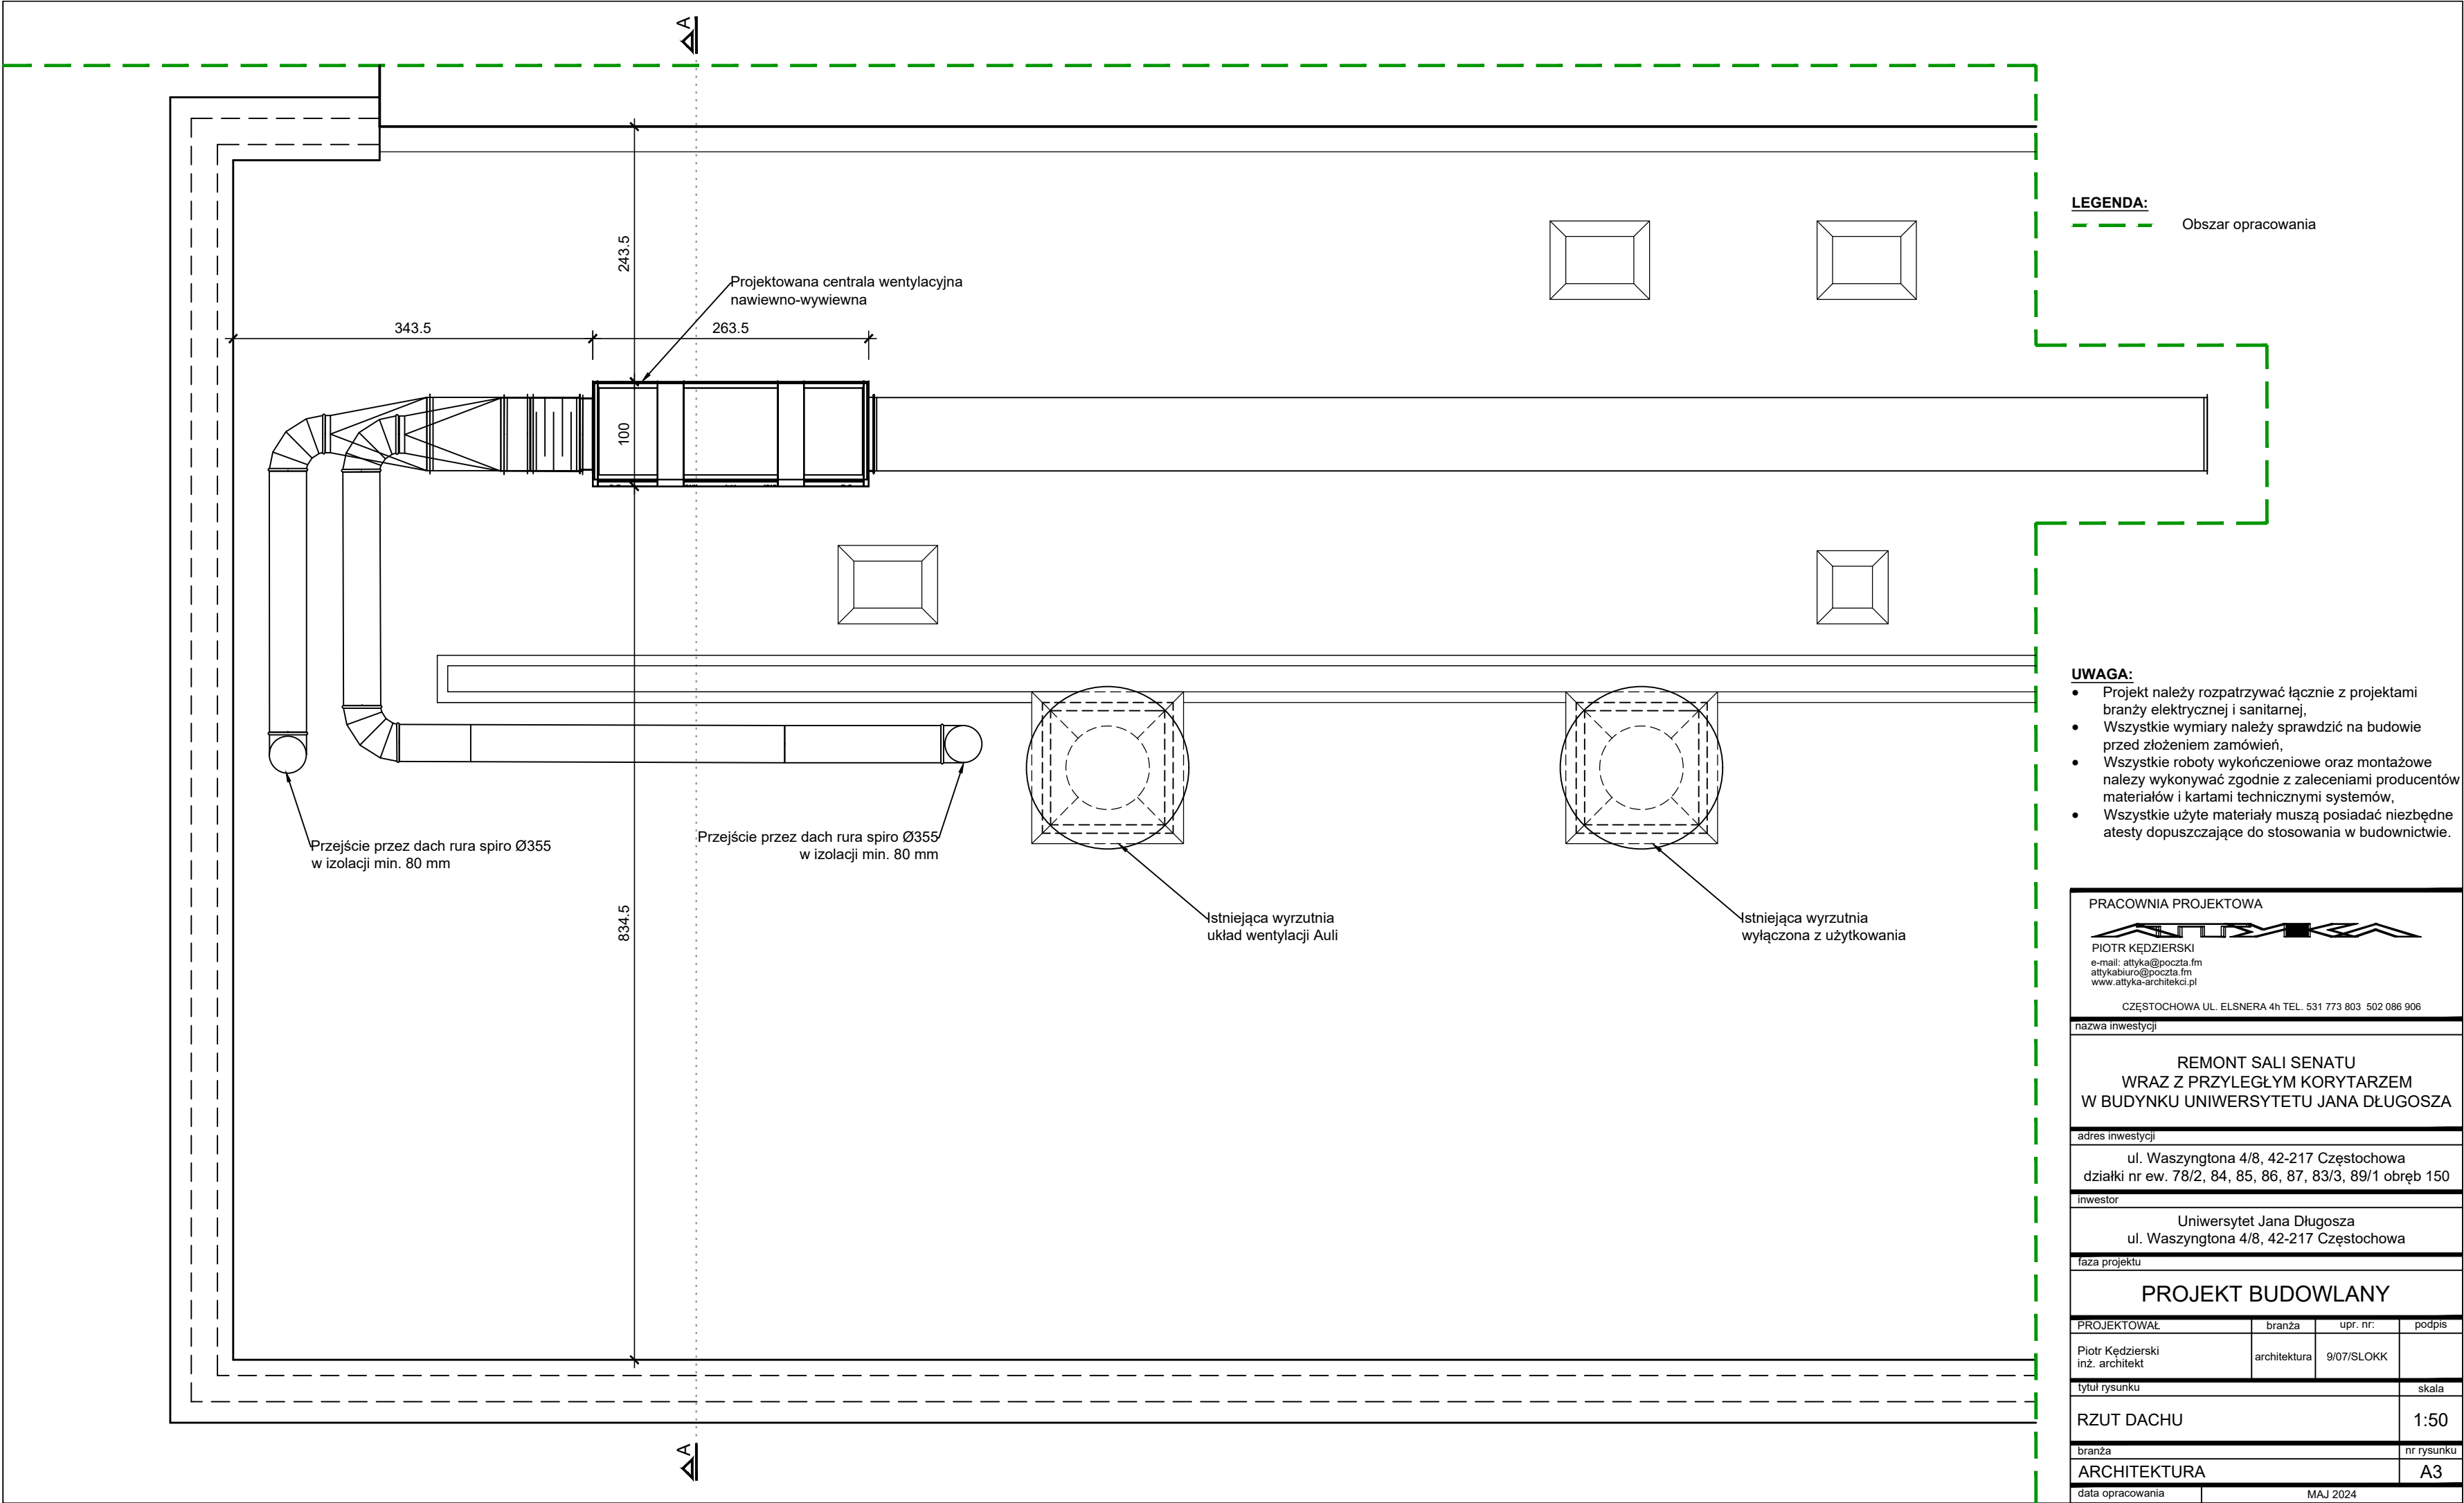 A
LEGENDA:
Obszar opracowania
243.5
Projektowana centrala wentylacyjna
nawiewno-wywiewna
343.5
263.5
100
Przejście przez dach rura spiro Ø355
w izolacji min. 80 mm
Przejście przez dach rura spiro Ø355
w izolacji min. 80 mm
834.5
Istniejąca wyrzutnia
układ wentylacji Auli
Istniejąca wyrzutnia
wyłączona z użytkowania
A
UWAGA:
• Projekt należy rozpatrzywać łącznie z projektami
branży elektrycznej i sanitarnej,
• Wszystkie wymiary należy sprawdzić na budowie
przed złożeniem zamówień,
• Wszystkie roboty wykończeniowe oraz montażowe
nalezy wykonywać zgodnie z zaleceniami producentów
materiałów i kartami technicznymi systemów,
• Wszystkie użyte materiały muszą posiadać niezbędne
atesty dopuszczające do stosowania w budownictwie.
PRACOWNIA PROJEKTOWA
ATTYKA
PIOTR KĘDZIERSKI
e-mail: attyka@poczta.fm
attykabiuro@poczta.fm
www.attyka-architekci.pl
CZĘSTOCHOWA UL. ELSNERA 4h TEL. 531 773 803 502 086 906
nazwa inwestycji
REMONT SALI SENATU
WRAZ Z PRZYLEGŁYM KORYTARZEM
W BUDYNKU UNIWERSYTETU JANA DŁUGOSZA
adres inwestycji
ul. Waszyngtona 4/8, 42-217 Częstochowa
działki nr ew. 78/2, 84, 85, 86, 87, 83/3, 89/1 obręb 150
inwestor
Uniwersytet Jana Długosza
ul. Waszyngtona 4/8, 42-217 Częstochowa
faza projektu
PROJEKT BUDOWLANY
PROJEKTOWAŁ branża upr. nr: podpis
Piotr Kędzierski
inż. architekt
architektura 9/07/SLOKK
tytuł rysunku skala
RZUT DACHU 1:50
branża nr rysunku
ARCHITEKTURA A3
data opracowania MAJ 2024